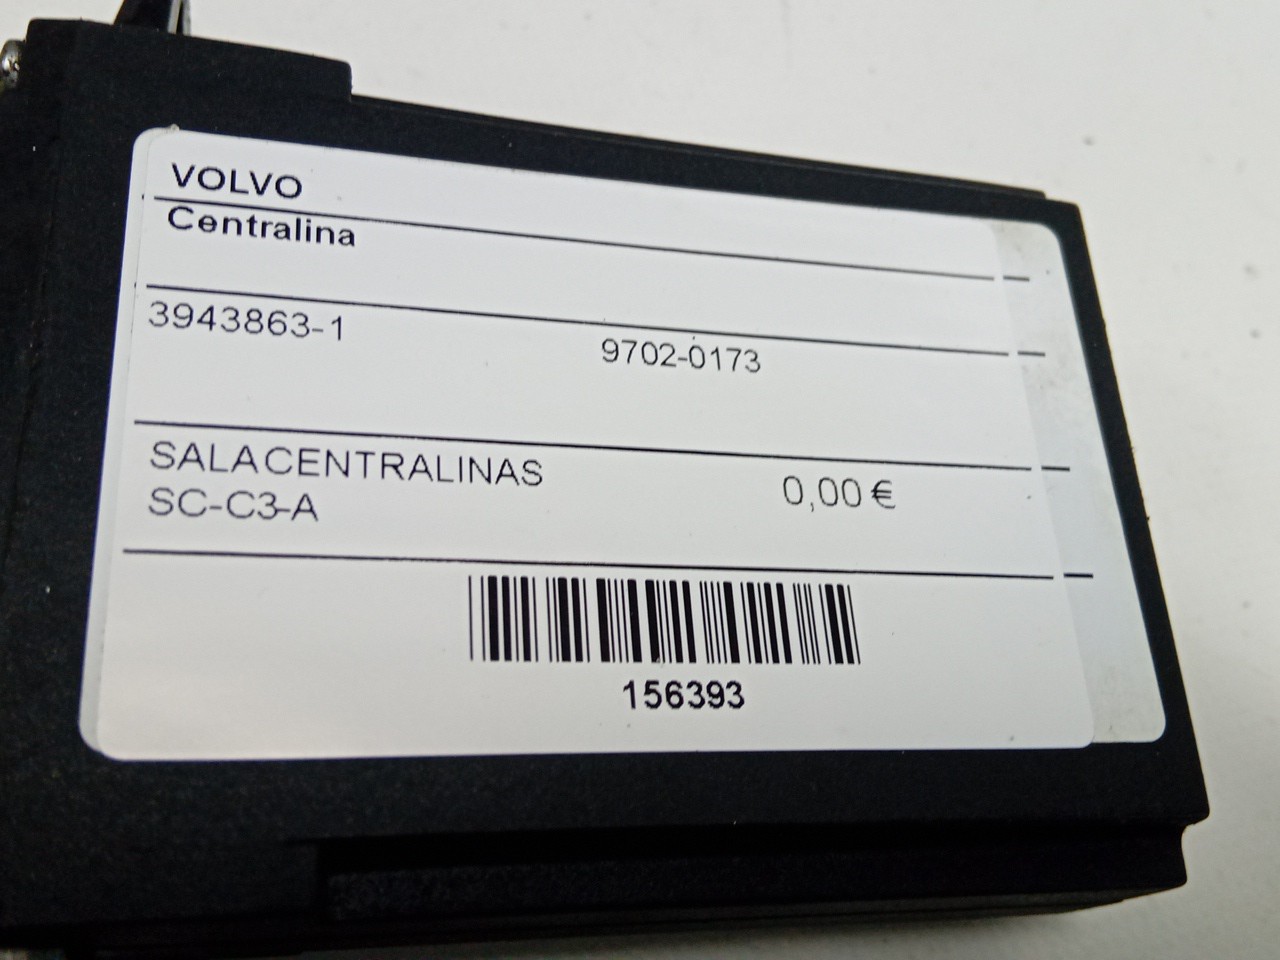 VOLVO
Centralina
3943863-1 9702-0173
SALACENTRALINAS 0,00 €
SC-C3-A
156393